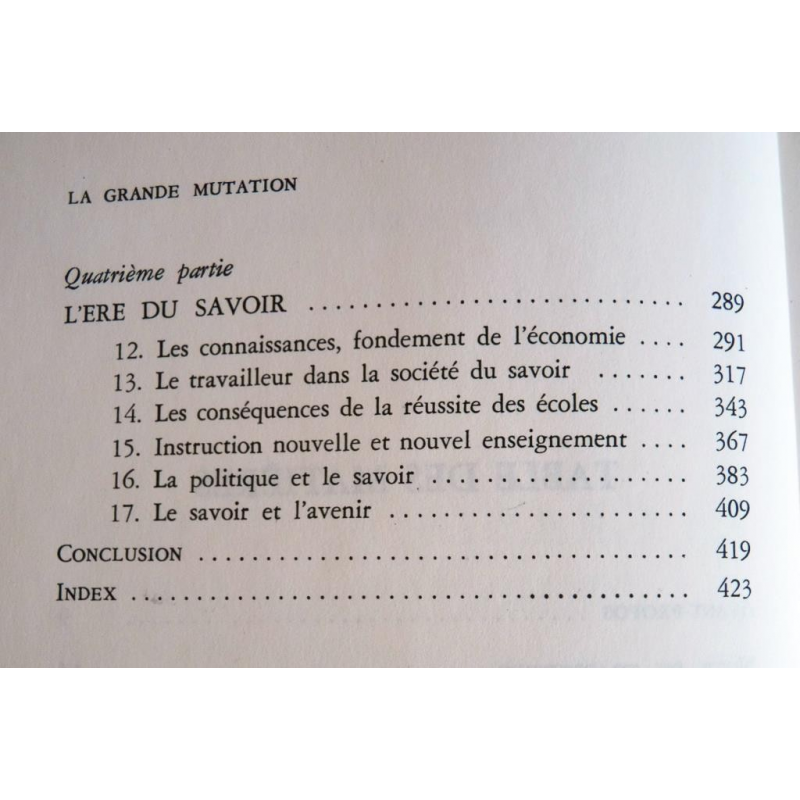 LA GRANDE MUTATION
Quatrième partie
L'ERE DU SAVOIR .............................. 289
12. Les connaissances, fondement de l'économie .... 291
13. Le travailleur dans la société du savoir ....... 317
14. Les conséquences de la réussite des écoles ...... 343
15. Instruction nouvelle et nouvel enseignement .... 367
16. La politique et le savoir .................... 383
17. Le savoir et l'avenir ........................ 409
CONCLUSION ...................................... 419
INDEX ........................................... 423